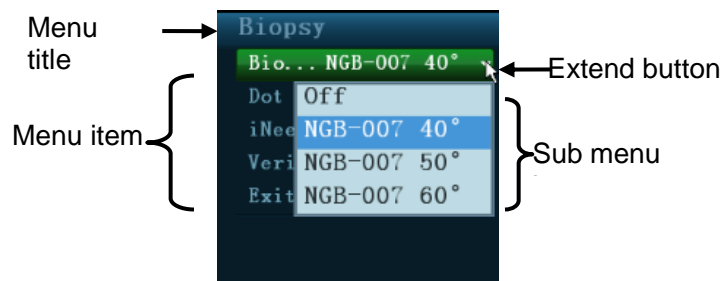 Menu
title
Biopsy
Bio... NGB-007 40°
Extend button
Menu item
Dot
Off
iNee
NGB-007 40°
Veri
NGB-007 50°
Sub menu
Exit
NGB-007 60°